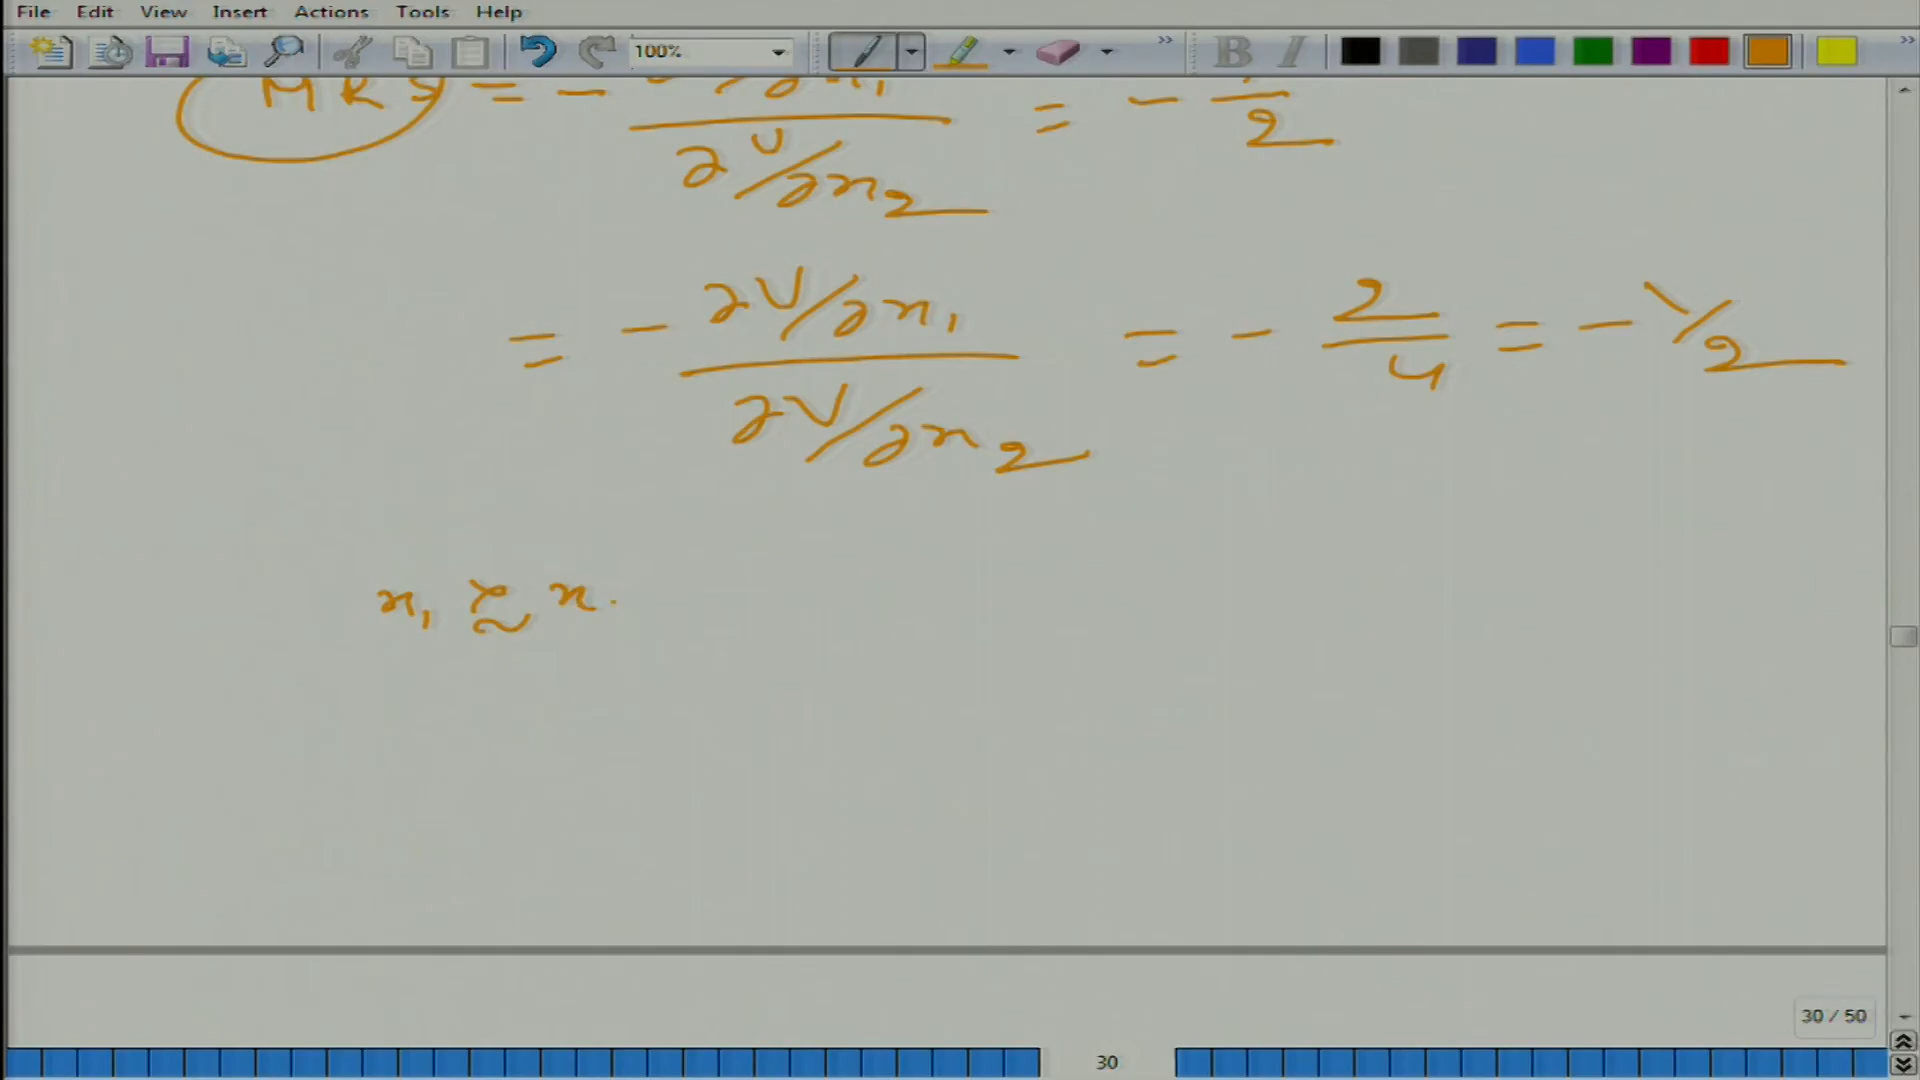 File Edit View Insert Actions Tools Help
100% B I
MRS = - ∂x₁ = - 1/2
∂U/∂x₂
= - (∂V/∂x₁)/(∂V/∂x₂) = - 2/4 = - 1/2
x₁ ≿ x.
30 / 50
30